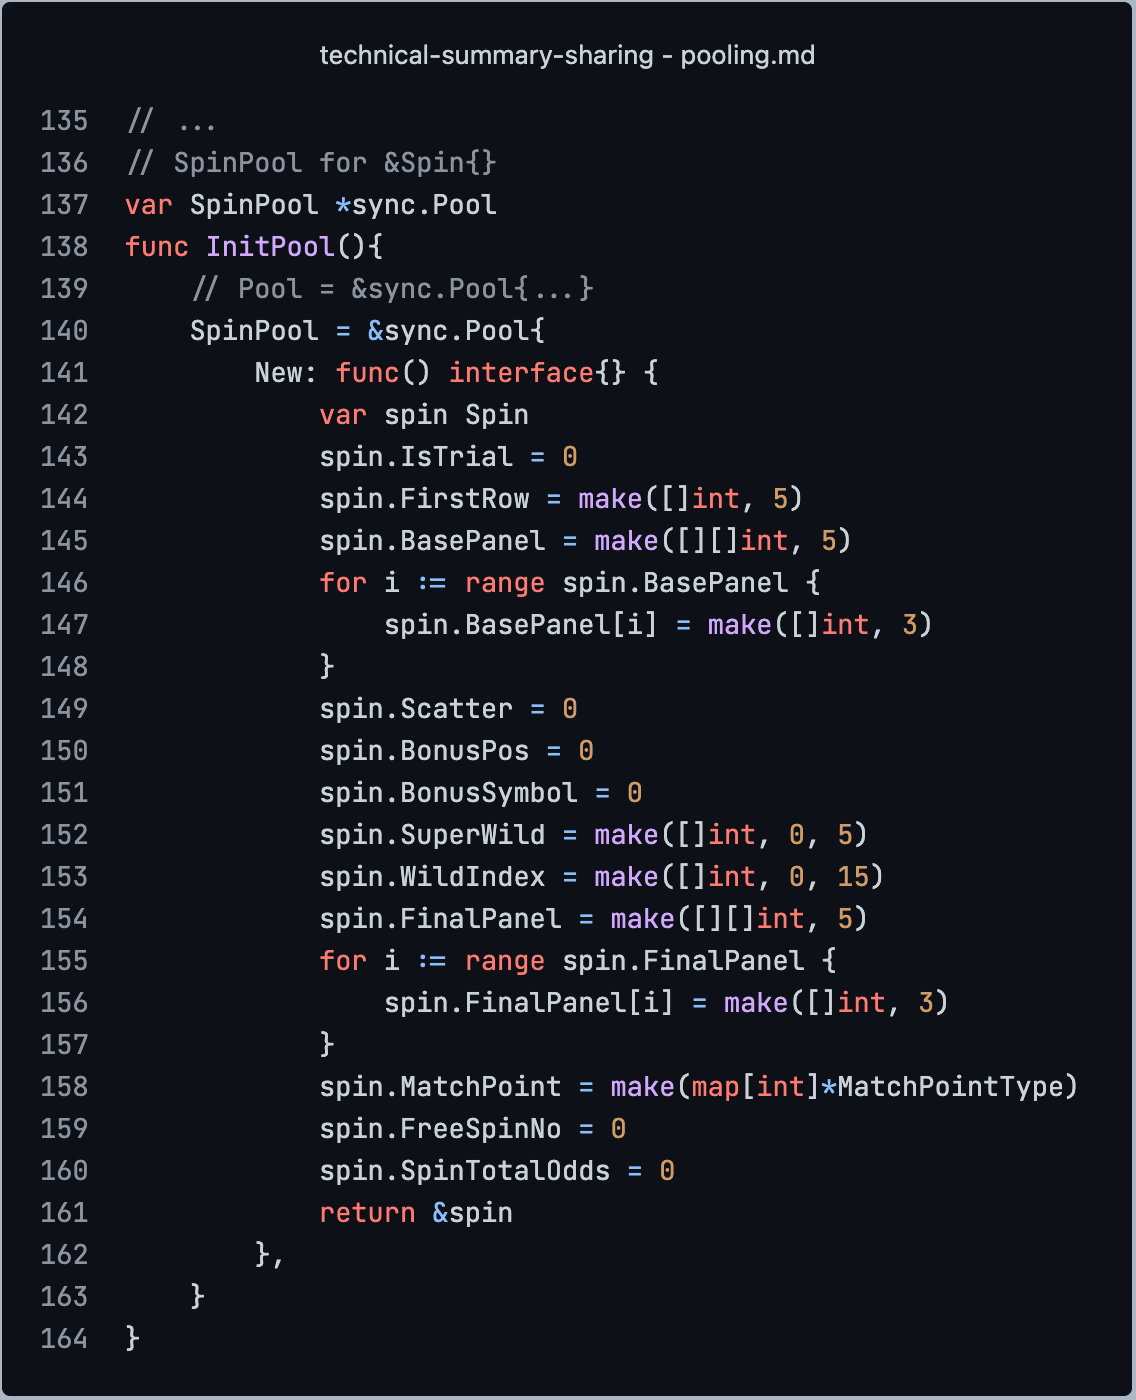 technical-summary-sharing - pooling.md
135 // ...
136 // SpinPool for &Spin{}
137 var SpinPool *sync.Pool
138 func InitPool(){
139     // Pool = &sync.Pool{...}
140     SpinPool = &sync.Pool{
141         New: func() interface{} {
142             var spin Spin
143             spin.IsTrial = 0
144             spin.FirstRow = make([]int, 5)
145             spin.BasePanel = make([][]int, 5)
146             for i := range spin.BasePanel {
147                 spin.BasePanel[i] = make([]int, 3)
148             }
149             spin.Scatter = 0
150             spin.BonusPos = 0
151             spin.BonusSymbol = 0
152             spin.SuperWild = make([]int, 0, 5)
153             spin.WildIndex = make([]int, 0, 15)
154             spin.FinalPanel = make([][]int, 5)
155             for i := range spin.FinalPanel {
156                 spin.FinalPanel[i] = make([]int, 3)
157             }
158             spin.MatchPoint = make(map[int]*MatchPointType)
159             spin.FreeSpinNo = 0
160             spin.SpinTotalOdds = 0
161             return &spin
162         },
163     }
164 }